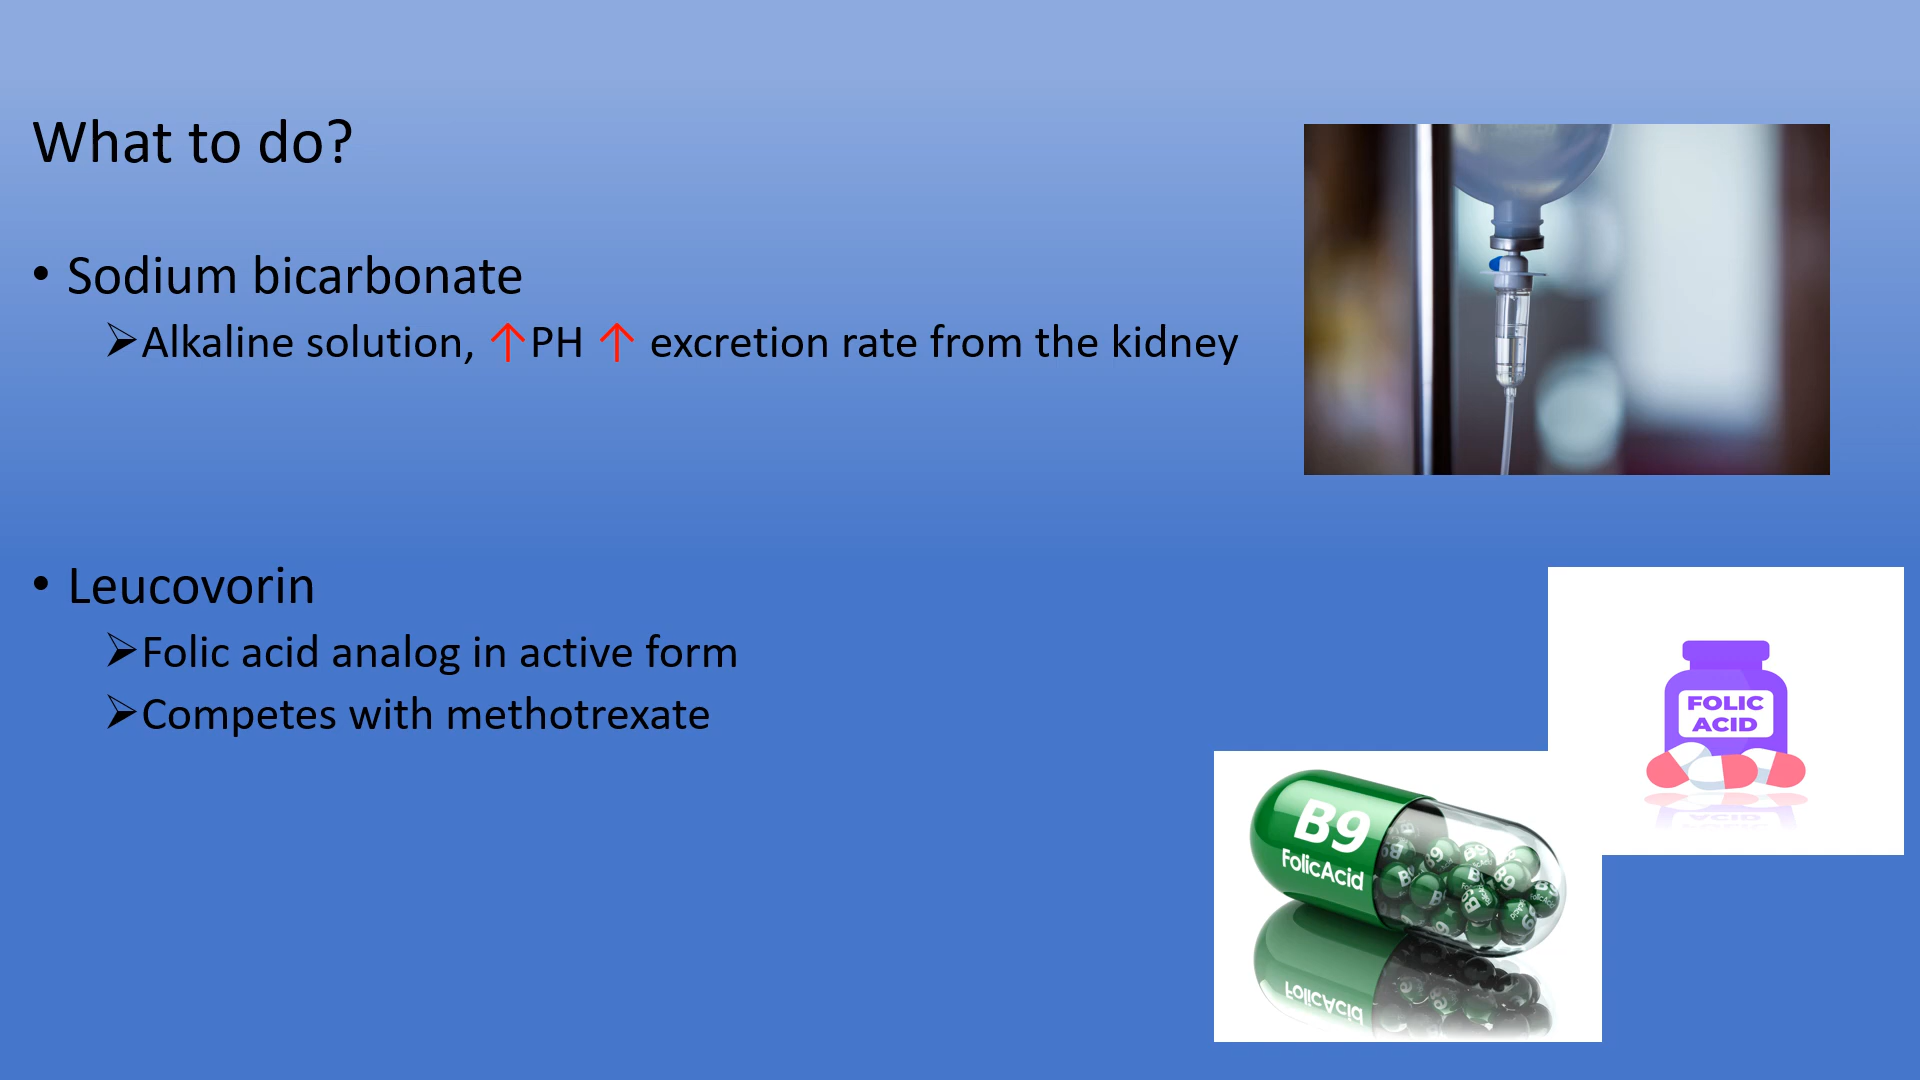 What to do?
• Sodium bicarbonate
➢Alkaline solution, ↑PH ↑ excretion rate from the kidney
• Leucovorin
➢Folic acid analog in active form
➢Competes with methotrexate
FOLIC
ACID
B9
FolicAcid